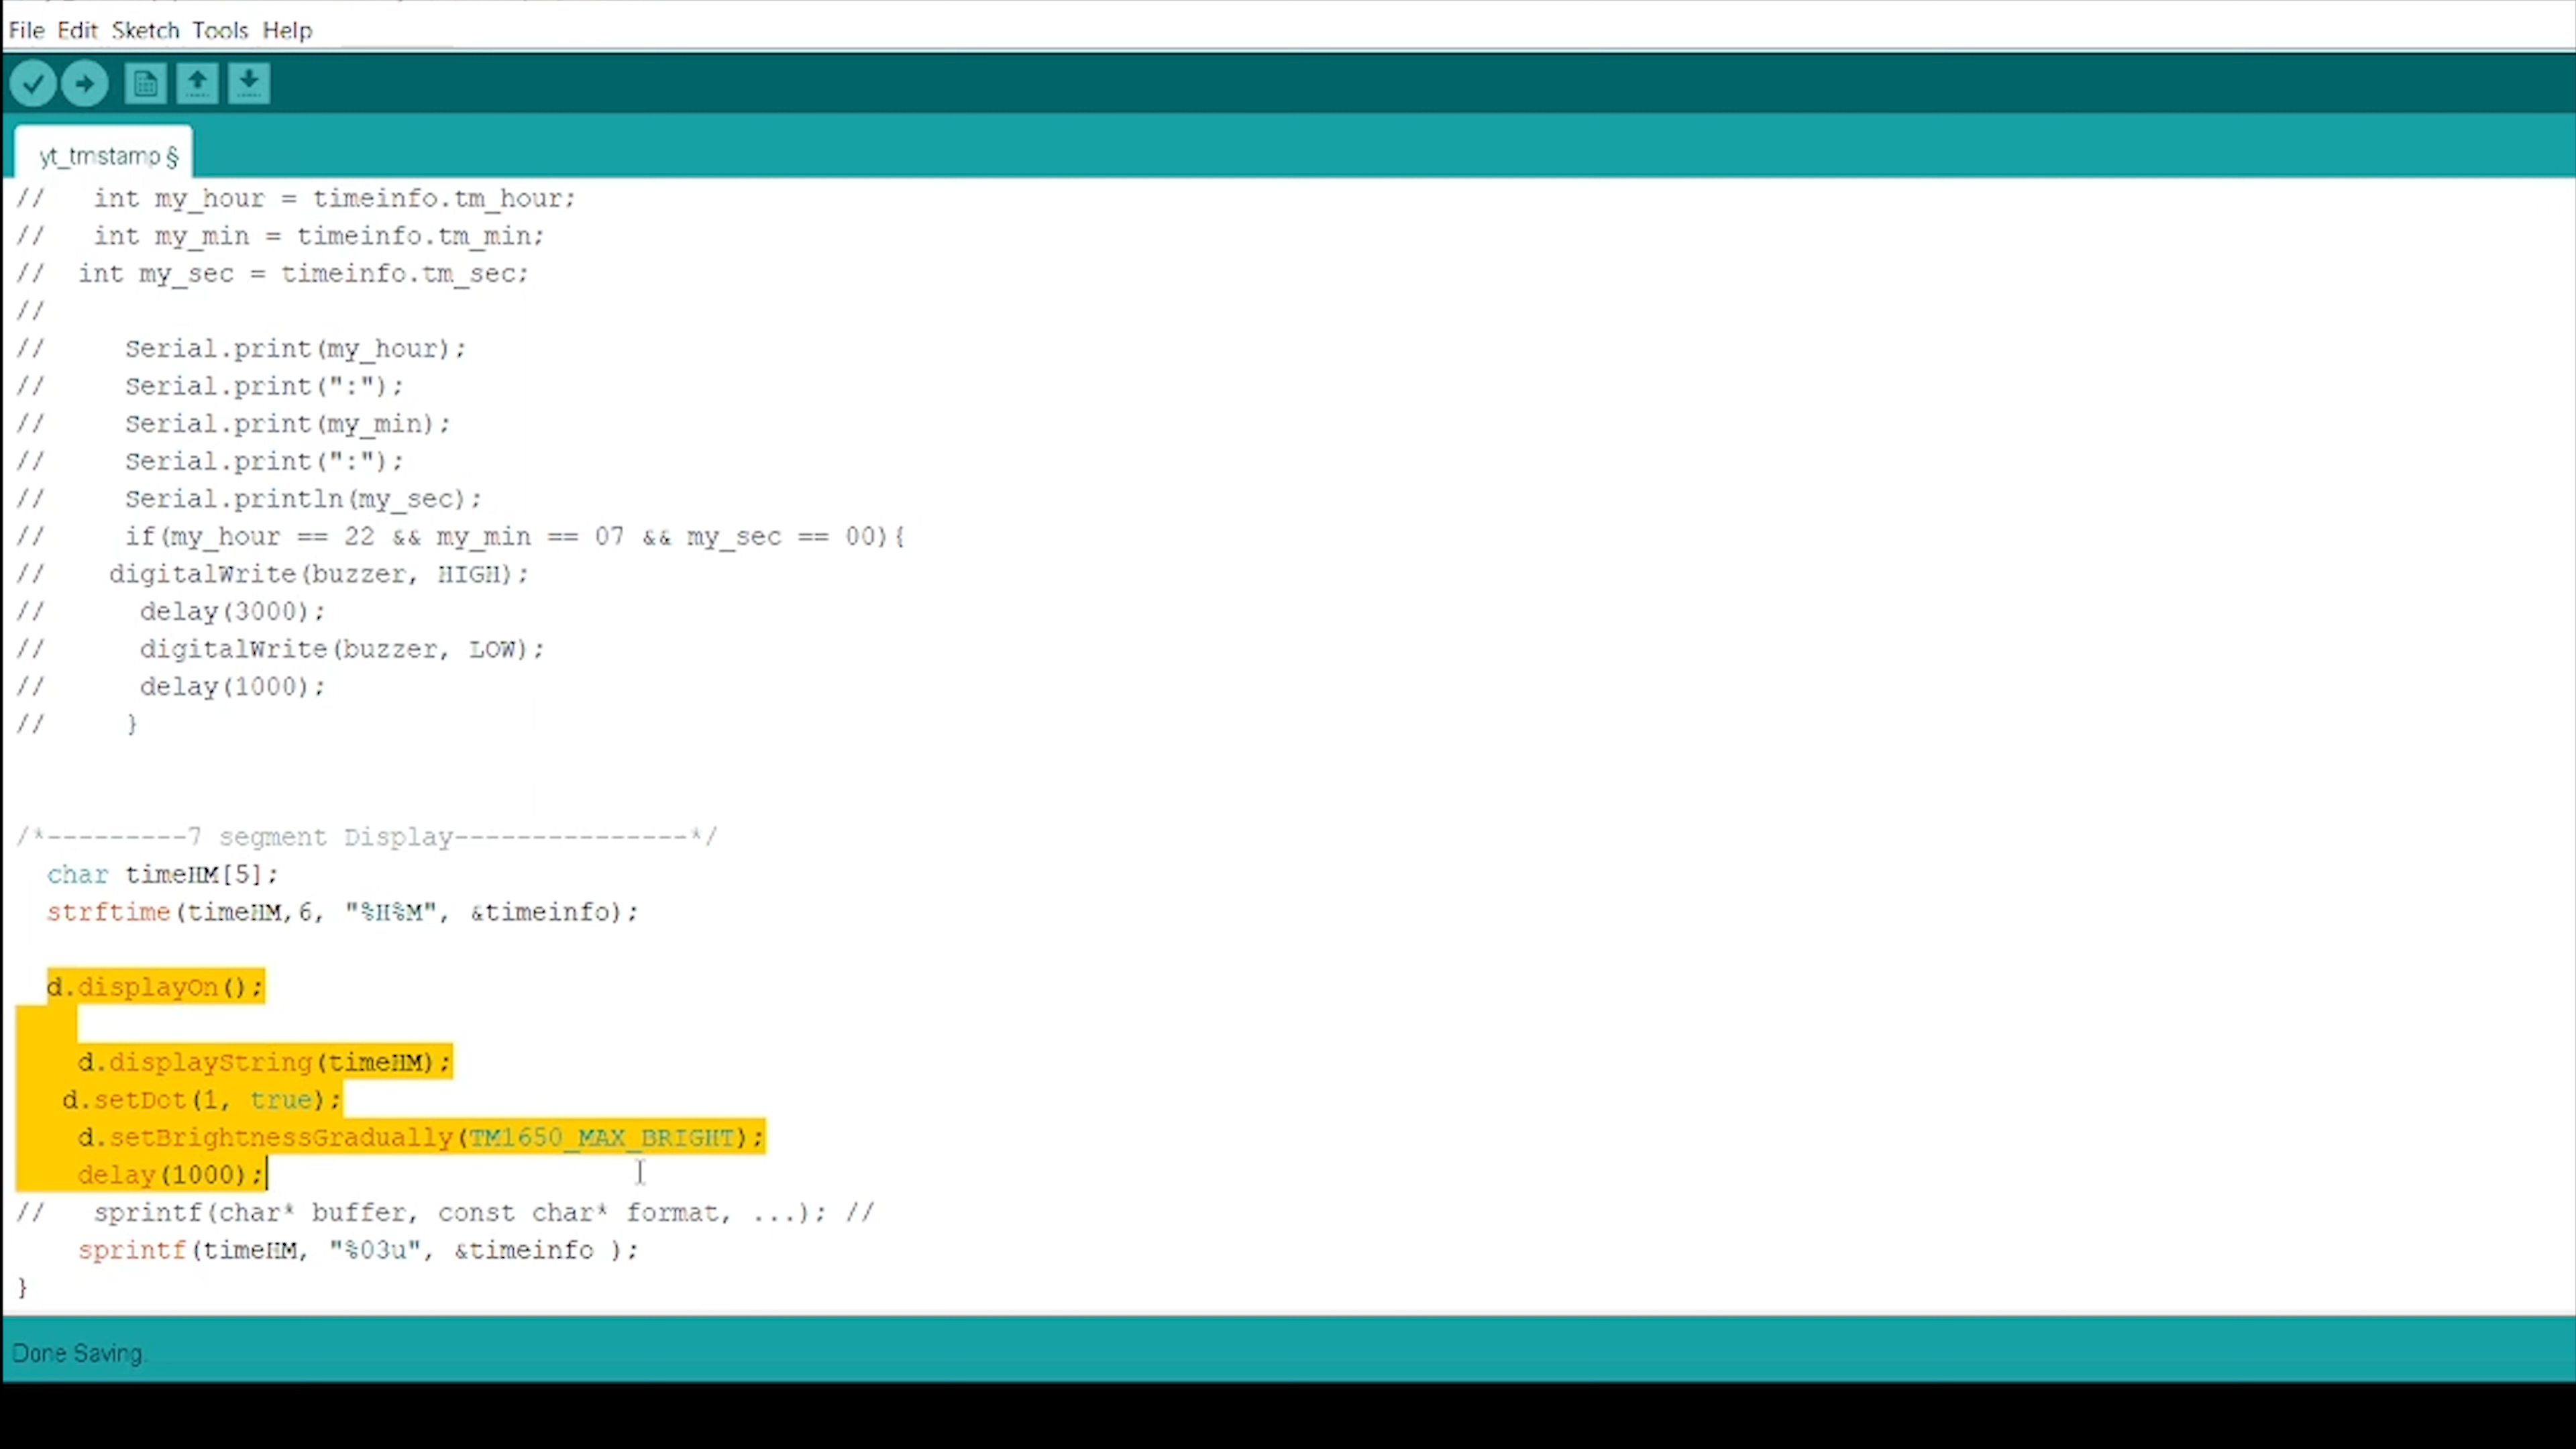 File Edit Sketch Tools Help
yt_tmstamp §
//   int my_hour = timeinfo.tm_hour;
//   int my_min = timeinfo.tm_min;
//  int my_sec = timeinfo.tm_sec;
//
//     Serial.print(my_hour);
//     Serial.print(":");
//     Serial.print(my_min);
//     Serial.print(":");
//     Serial.println(my_sec);
//     if(my_hour == 22 && my_min == 07 && my_sec == 00){
//    digitalWrite(buzzer, HIGH);
//      delay(3000);
//      digitalWrite(buzzer, LOW);
//      delay(1000);
//     }
/*---------7 segment Display---------------*/
  char timeHM[5];
  strftime(timeHM,6, "%H%M", &timeinfo);
  d.displayOn();
    d.displayString(timeHM);
   d.setDot(1, true);
    d.setBrightnessGradually(TM1650_MAX_BRIGHT);
    delay(1000);
//   sprintf(char* buffer, const char* format, ...); //
    sprintf(timeHM, "%03u", &timeinfo );
}
Done Saving.